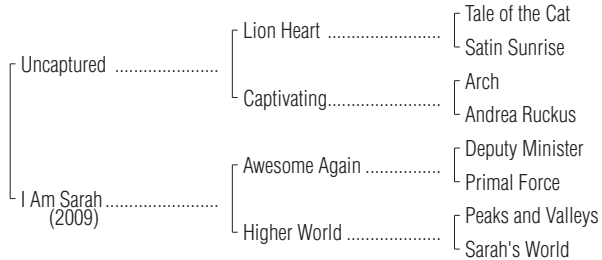 Tale of the Cat
Lion Heart ......................
Satin Sunrise
Uncaptured ....................
Arch
Captivating......................
Andrea Ruckus
Deputy Minister
Awesome Again ...............
Primal Force
I Am Sarah......................
(2009)
Peaks and Valleys
Higher World ...................
Sarah's World